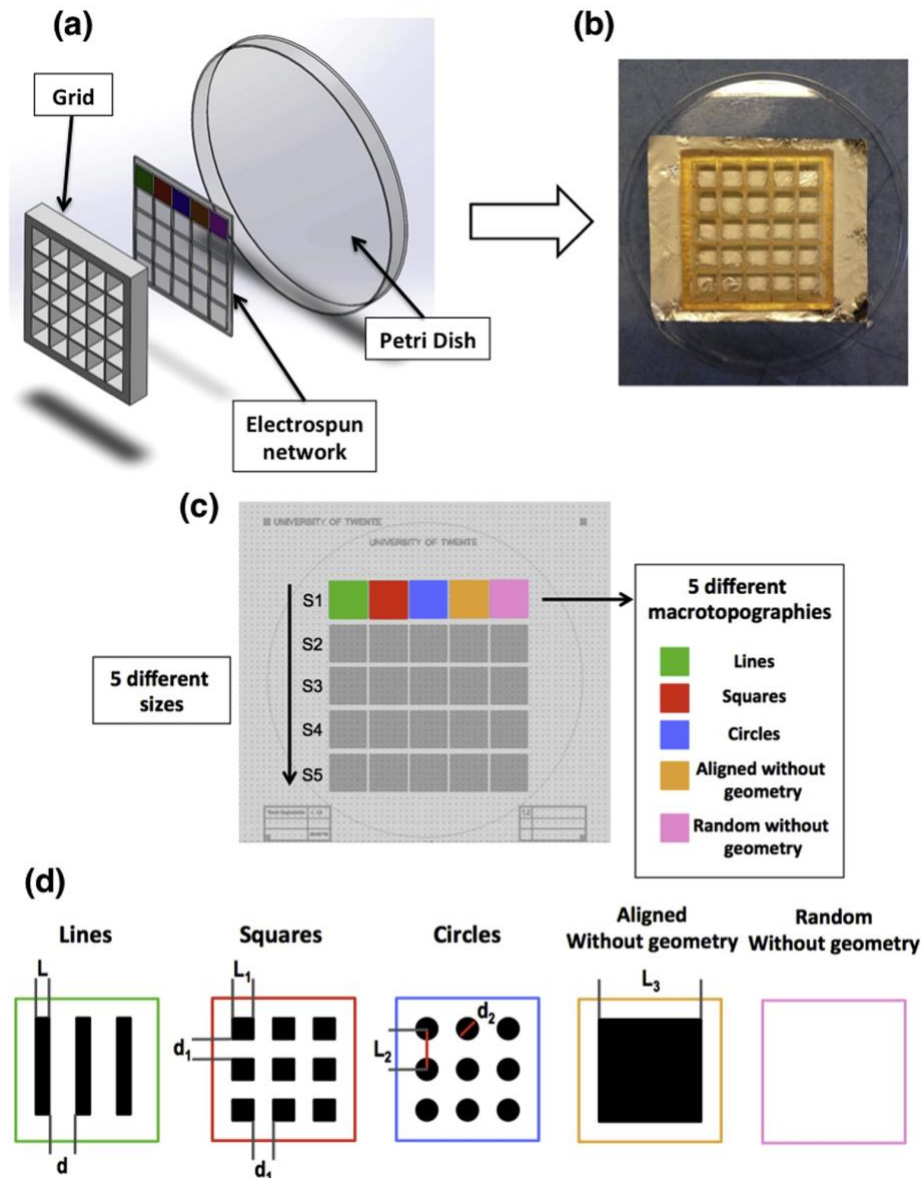 (a)
Grid
Petri Dish
Electrospun
network
(b)
(c)
UNIVERSITY OF TWENTE
UNIVERSITY OF TWENTE
S1
S2
S3
S4
S5
5 different
sizes
5 different
macrotopographies
Lines
Squares
Circles
Aligned without
geometry
Random without
geometry
(d)
Lines
L
d
Squares
L1
d1
d1
Circles
L2
d2
Aligned
Without geometry
L3
Random
Without geometry